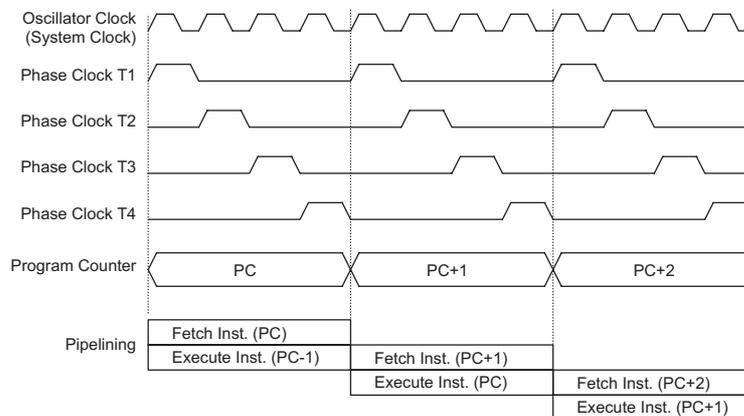 Oscillator Clock
(System Clock)
Phase Clock T1
Phase Clock T2
Phase Clock T3
Phase Clock T4
Program Counter
PC
PC+1
PC+2
Pipelining
Fetch Inst. (PC)
Execute Inst. (PC-1)
Fetch Inst. (PC+1)
Execute Inst. (PC)
Fetch Inst. (PC+2)
Execute Inst. (PC+1)